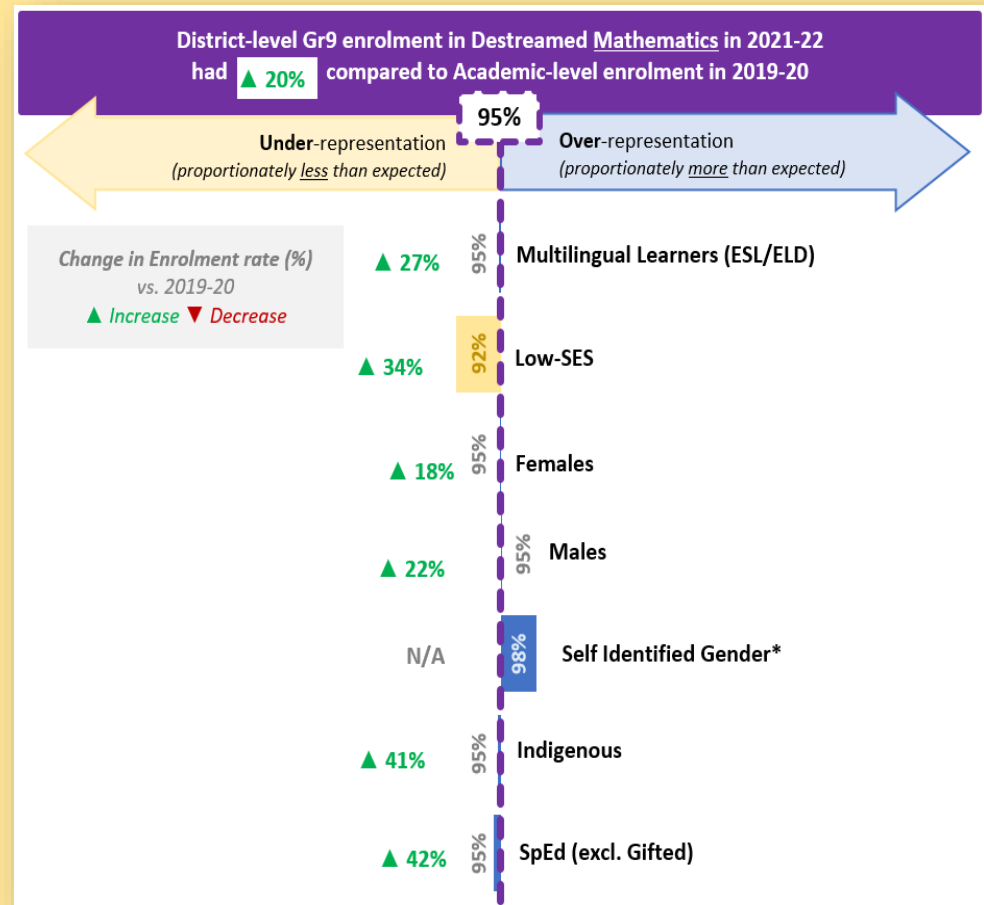 District-level Gr9 enrolment in Destreamed Mathematics in 2021-22
had ▲ 20% compared to Academic-level enrolment in 2019-20
95%
Under-representation
(proportionately less than expected)
Over-representation
(proportionately more than expected)
Change in Enrolment rate (%)
vs. 2019-20
▲ Increase ▼ Decrease
▲ 27% 95% Multilingual Learners (ESL/ELD)
▲ 34% 92% Low-SES
▲ 18% 95% Females
▲ 22% 95% Males
N/A 98% Self Identified Gender*
▲ 41% 95% Indigenous
▲ 42% 95% SpEd (excl. Gifted)